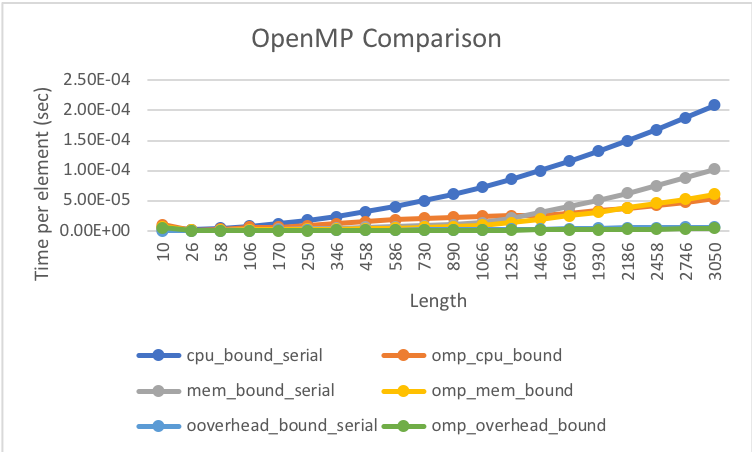 OpenMP Comparison
2.50E-04
2.00E-04
1.50E-04
1.00E-04
5.00E-05
0.00E+00
Time per element (sec)
10 26 58 106 170 250 346 458 586 730 890 1066 1258 1466 1690 1930 2186 2458 2746 3050
Length
cpu_bound_serial omp_cpu_bound
mem_bound_serial omp_mem_bound
ooverhead_bound_serial omp_overhead_bound